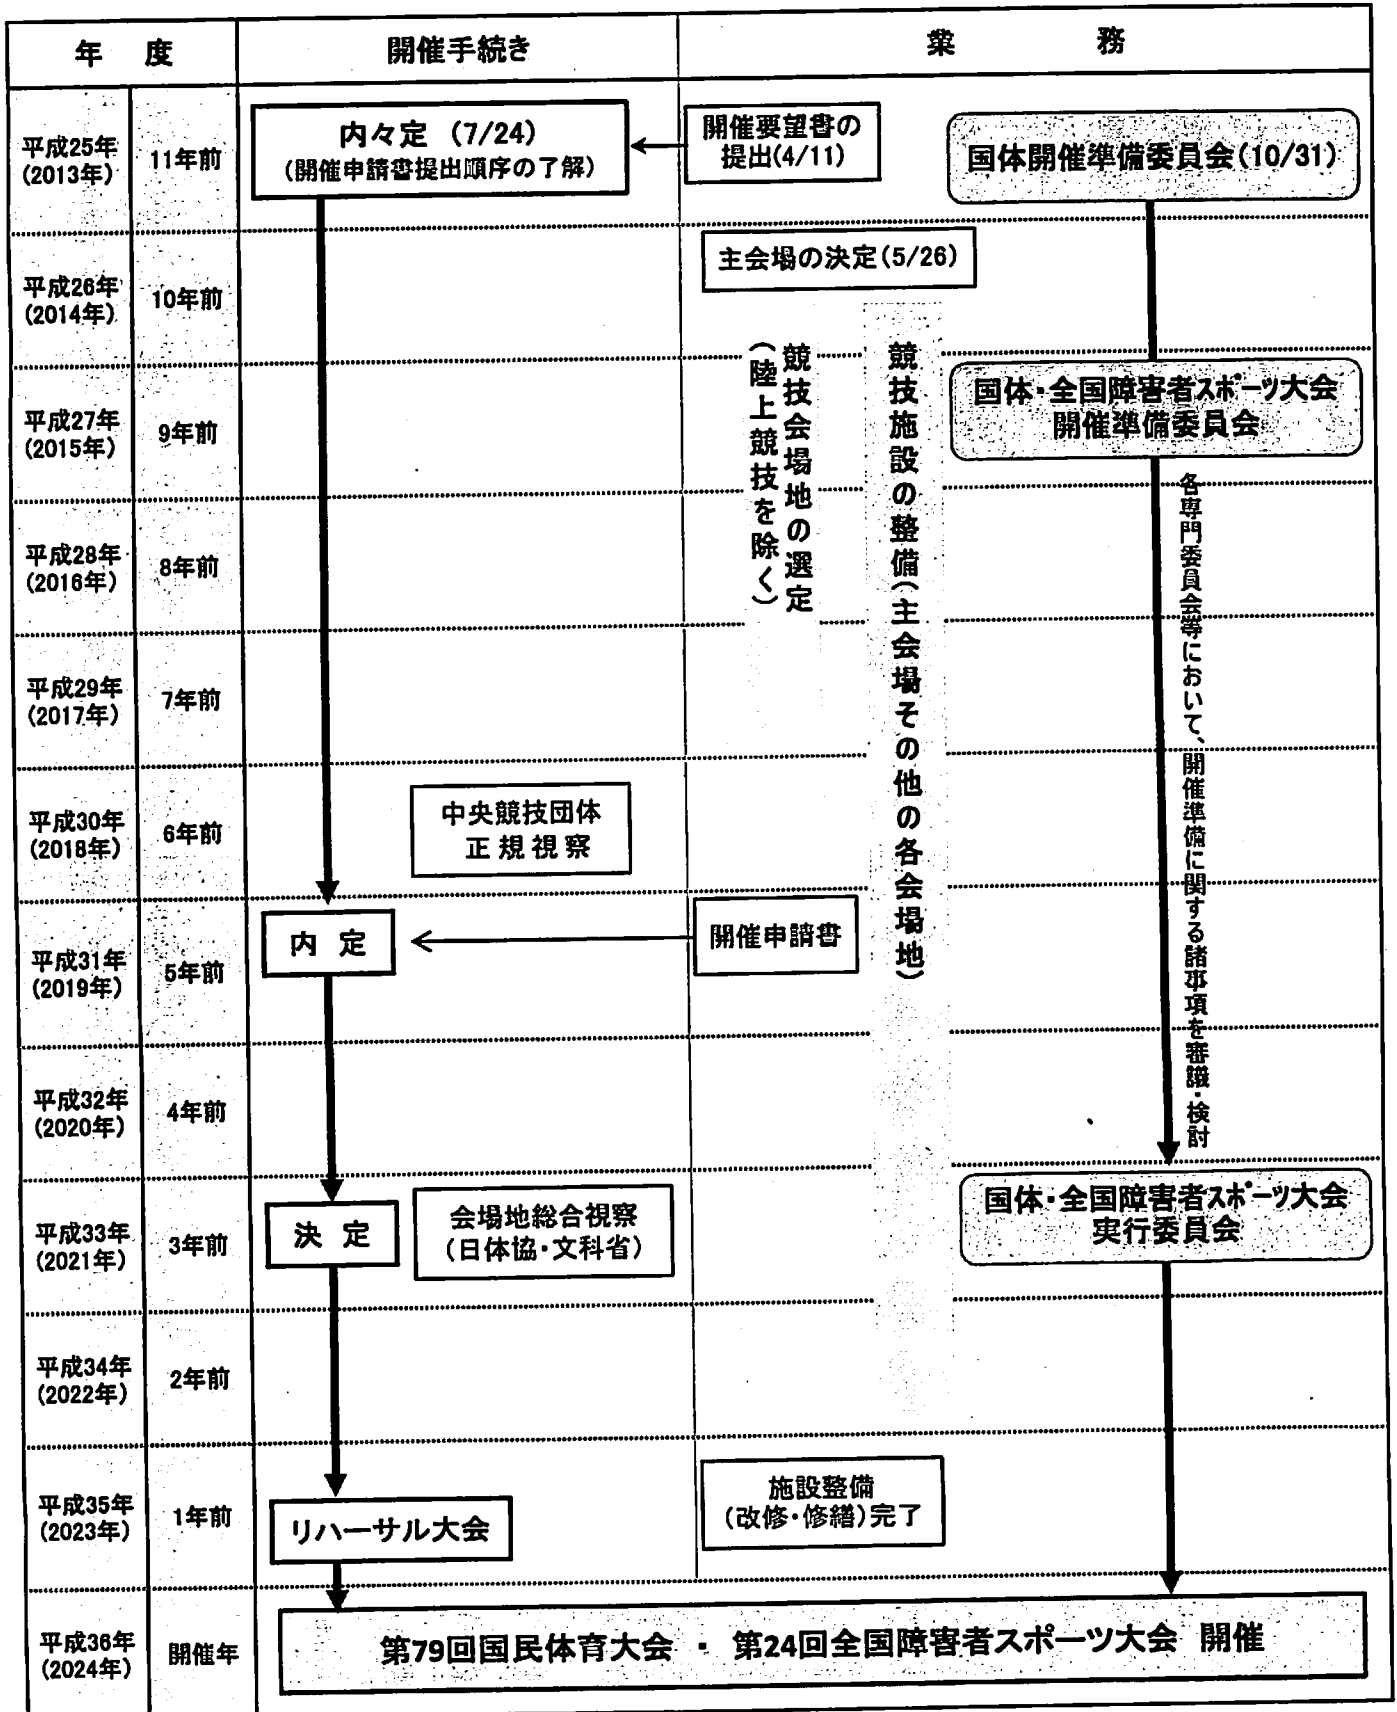 年　度
開催手続き
業　務
平成25年
(2013年)
11年前
内々定 (7/24)
(開催申請書提出順序の了解)
開催要望書の
提出(4/11)
国体開催準備委員会(10/31)
平成26年
(2014年)
10年前
主会場の決定(5/26)
競技会場地の選定
(陸上競技を除く)
競技施設の整備(主会場その他の各会場地)
平成27年
(2015年)
9年前
国体・全国障害者スポーツ大会
開催準備委員会
各専門委員会等において、開催準備に関する諸事項を審議・検討
平成28年
(2016年)
8年前
平成29年
(2017年)
7年前
平成30年
(2018年)
6年前
中央競技団体
正規視察
平成31年
(2019年)
5年前
内 定
開催申請書
平成32年
(2020年)
4年前
平成33年
(2021年)
3年前
決 定
会場地総合視察
(日体協・文科省)
国体・全国障害者スポーツ大会
実行委員会
平成34年
(2022年)
2年前
平成35年
(2023年)
1年前
リハーサル大会
施設整備
(改修・修繕)完了
平成36年
(2024年)
開催年
第79回国民体育大会 ・ 第24回全国障害者スポーツ大会 開催